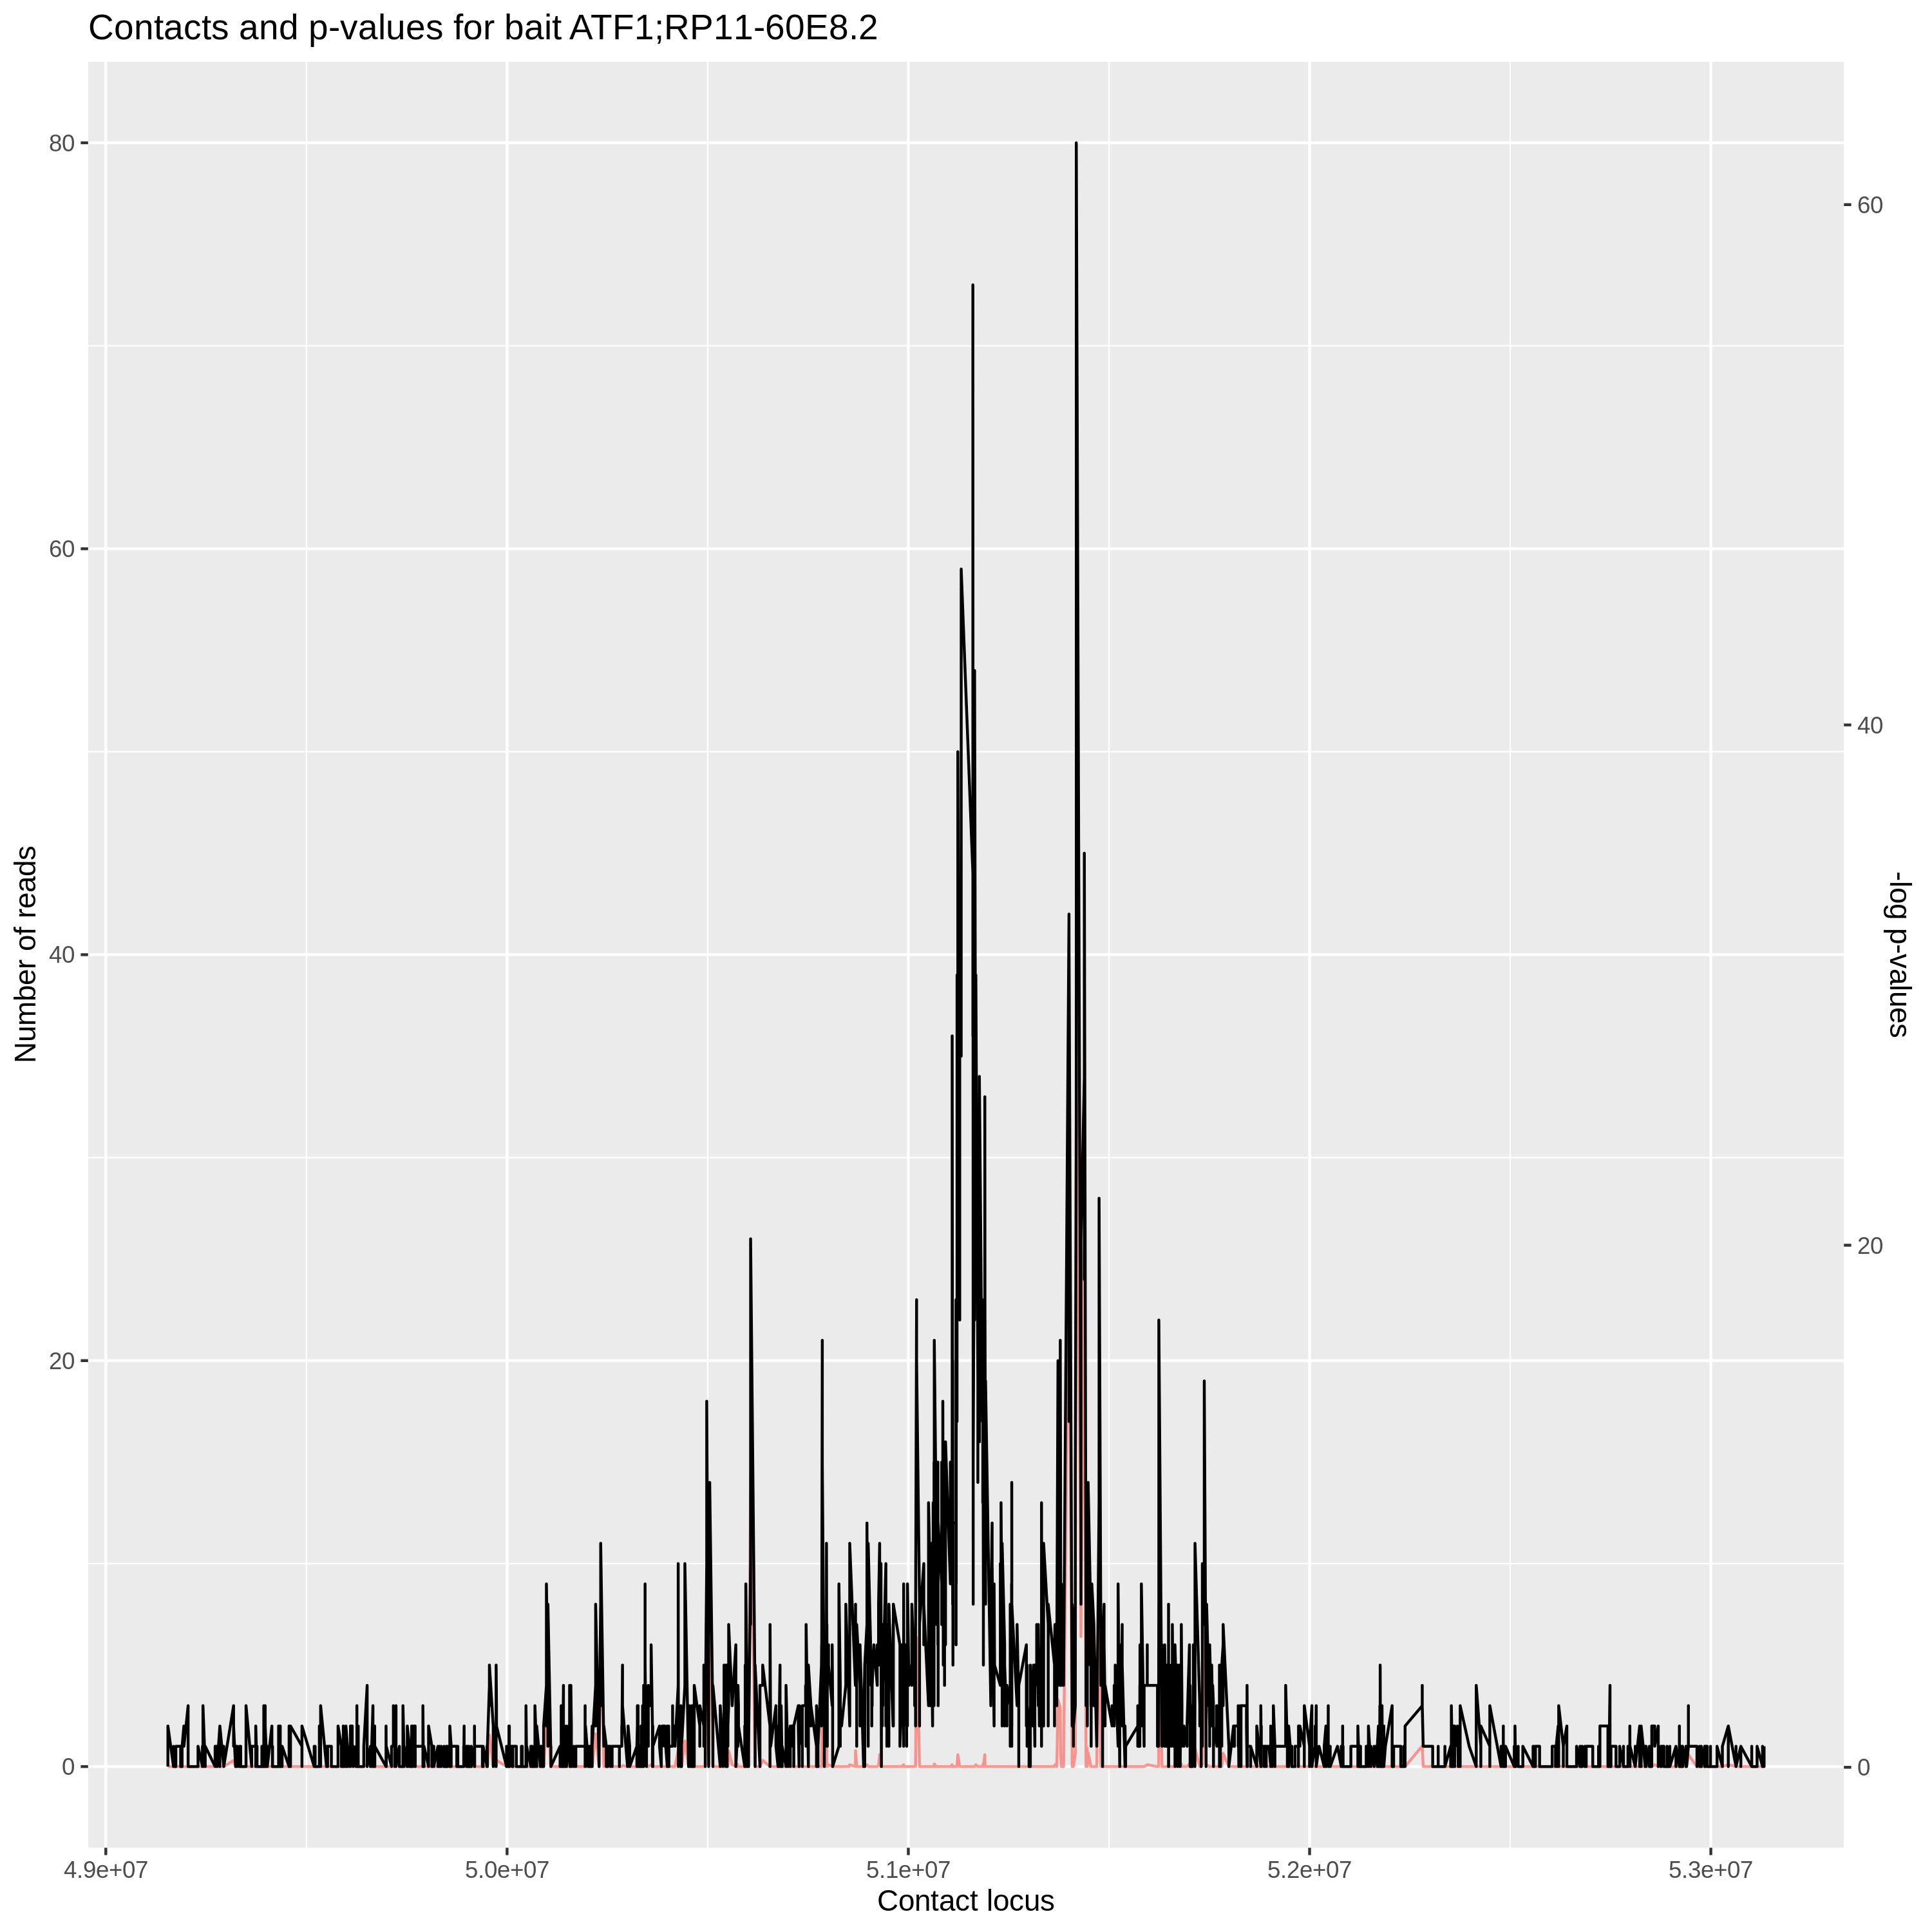 Contacts and p-values for bait ATF1;RP11-60E8.2
80
60
40
20
0
Number of reads
60
40
20
0
-log p-values
4.9e+07 5.0e+07 5.1e+07 5.2e+07 5.3e+07
Contact locus